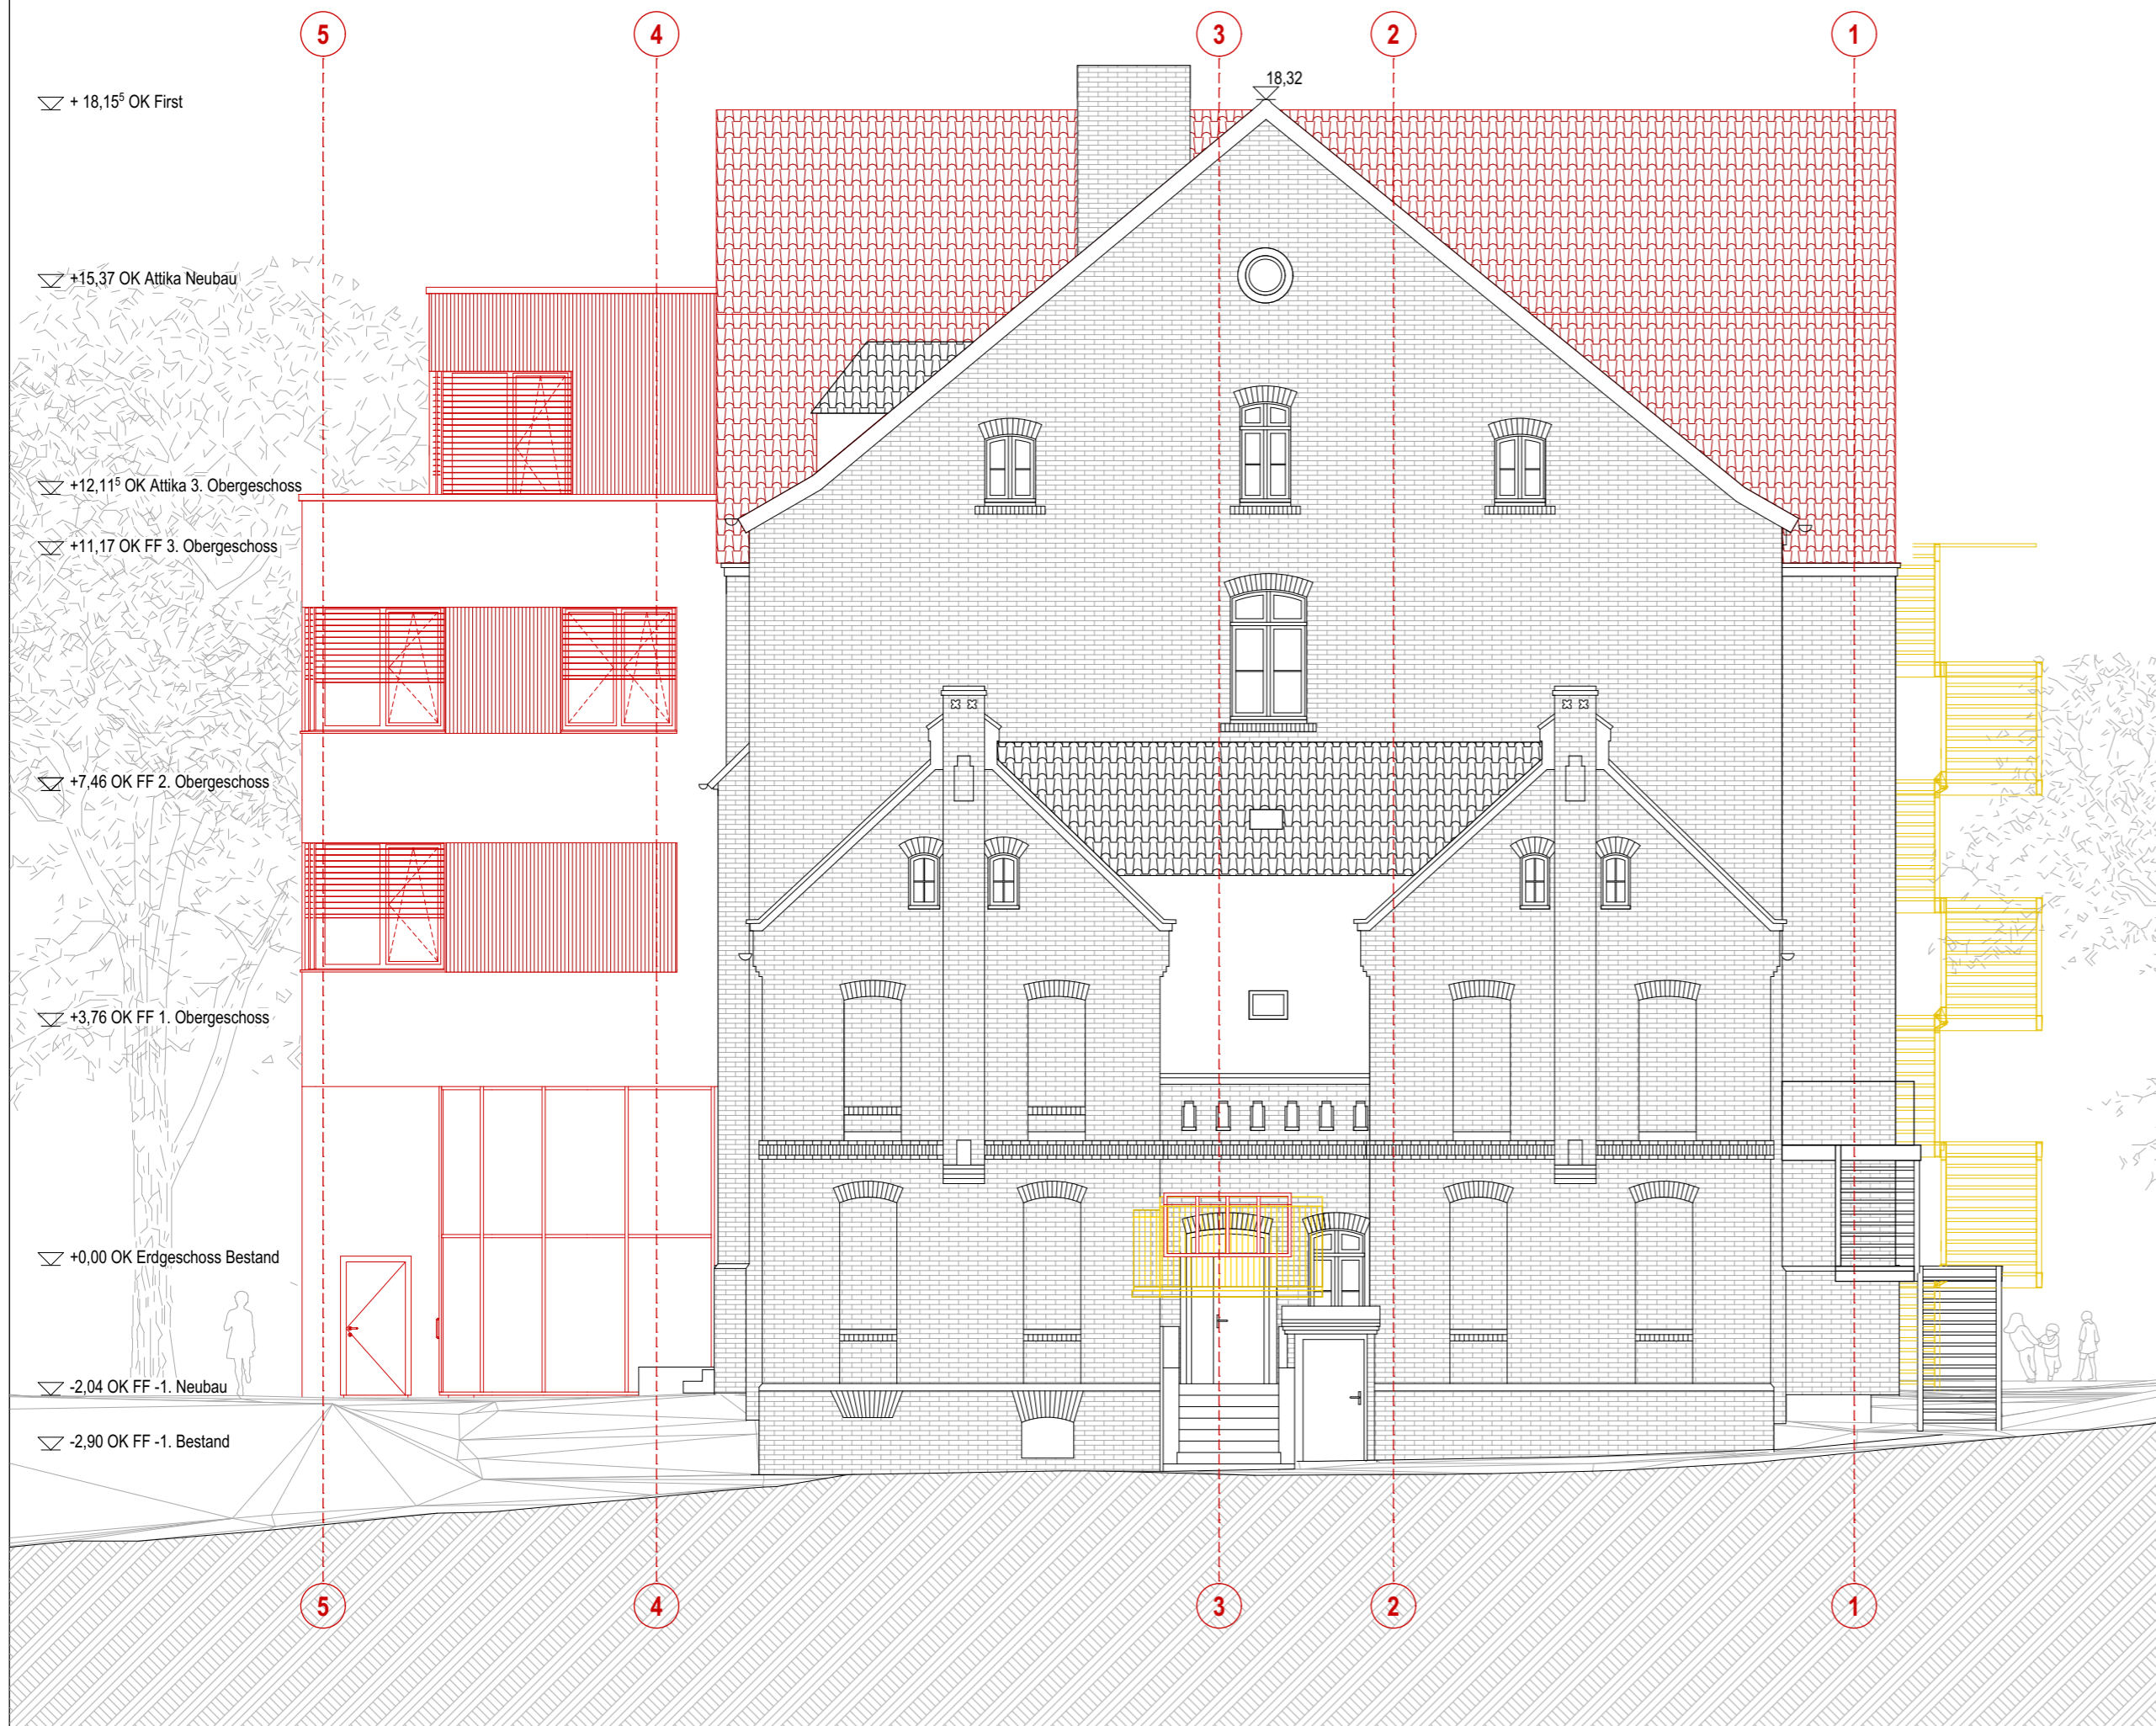 5 4 3 2 1
18,32
+ 18,15⁵ OK First
+15,37 OK Attika Neubau
+12,11⁵ OK Attika 3. Obergeschoss
+11,17 OK FF 3. Obergeschoss
+7,46 OK FF 2. Obergeschoss
+3,76 OK FF 1. Obergeschoss
+0,00 OK Erdgeschoss Bestand
-2,04 OK FF -1. Neubau
-2,90 OK FF -1. Bestand
5 4 3 2 1